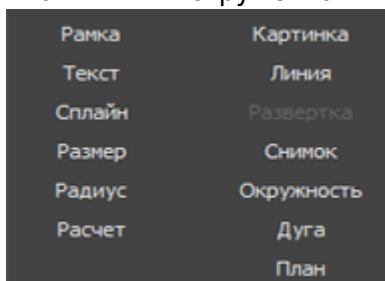 Рамка Картинка
Текст Линия
Сплайн Развертка
Размер Снимок
Радиус Окружность
Расчет Дуга
План